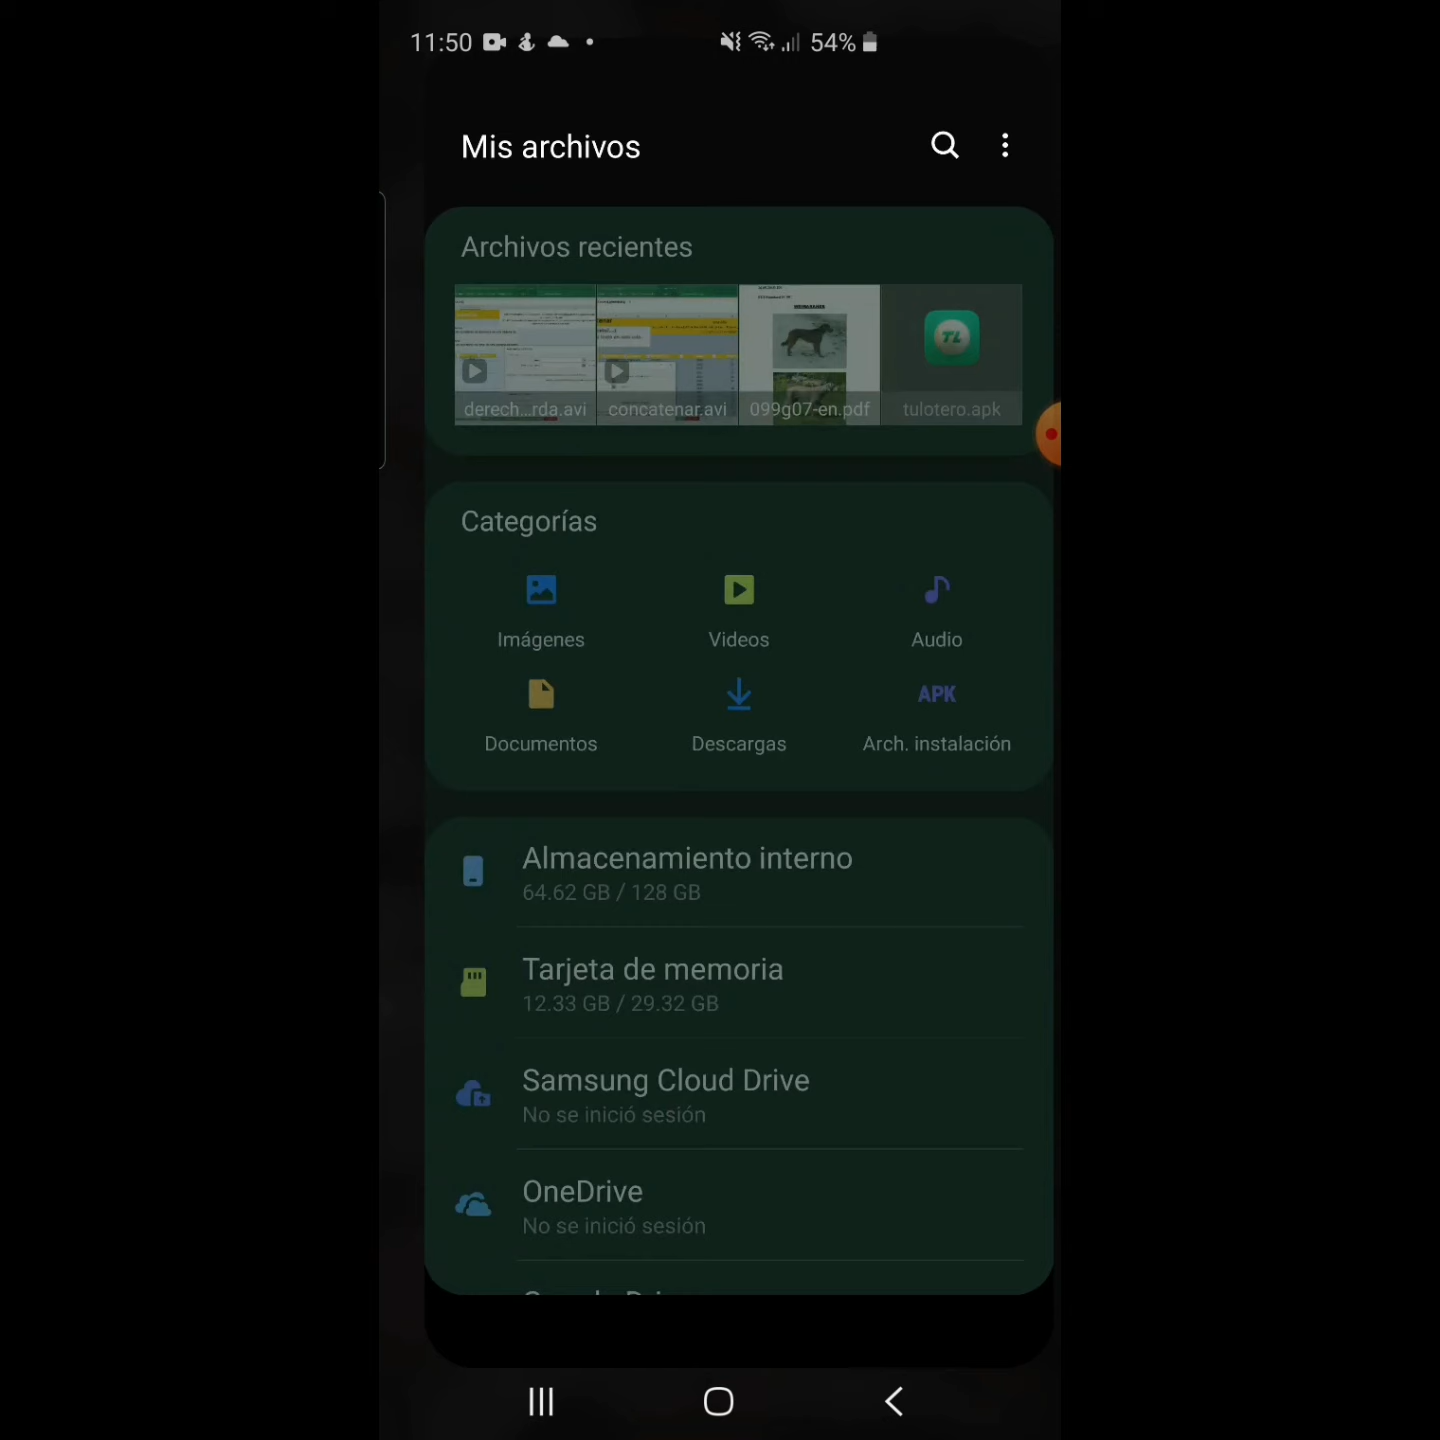 11:50 54%
Mis archivos
Archivos recientes
derech...rda.avi concatenar.avi 099g07-en.pdf tulotero.apk
TL
Categorías
Imágenes Videos Audio
APK
Documentos Descargas Arch. instalación
Almacenamiento interno
64.62 GB / 128 GB
Tarjeta de memoria
12.33 GB / 29.32 GB
Samsung Cloud Drive
No se inició sesión
OneDrive
No se inició sesión